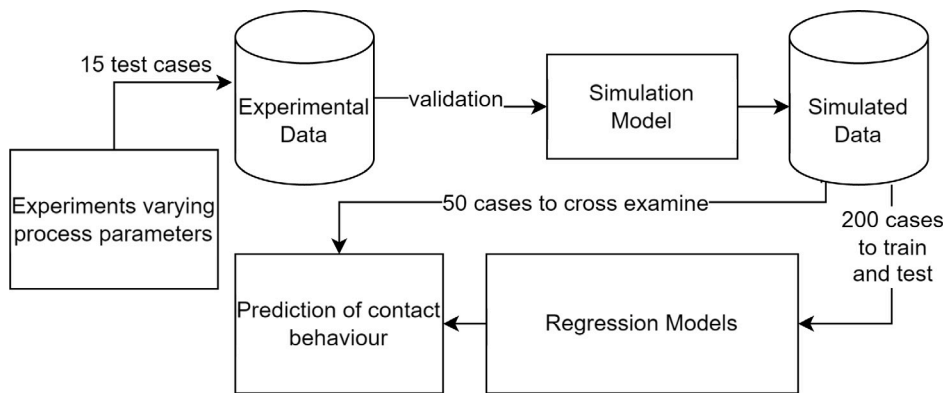 15 test cases
Experimental
Data
validation
Simulation
Model
Simulated
Data
Experiments varying
process parameters
50 cases to cross examine
200 cases
to train
and test
Prediction of contact
behaviour
Regression Models